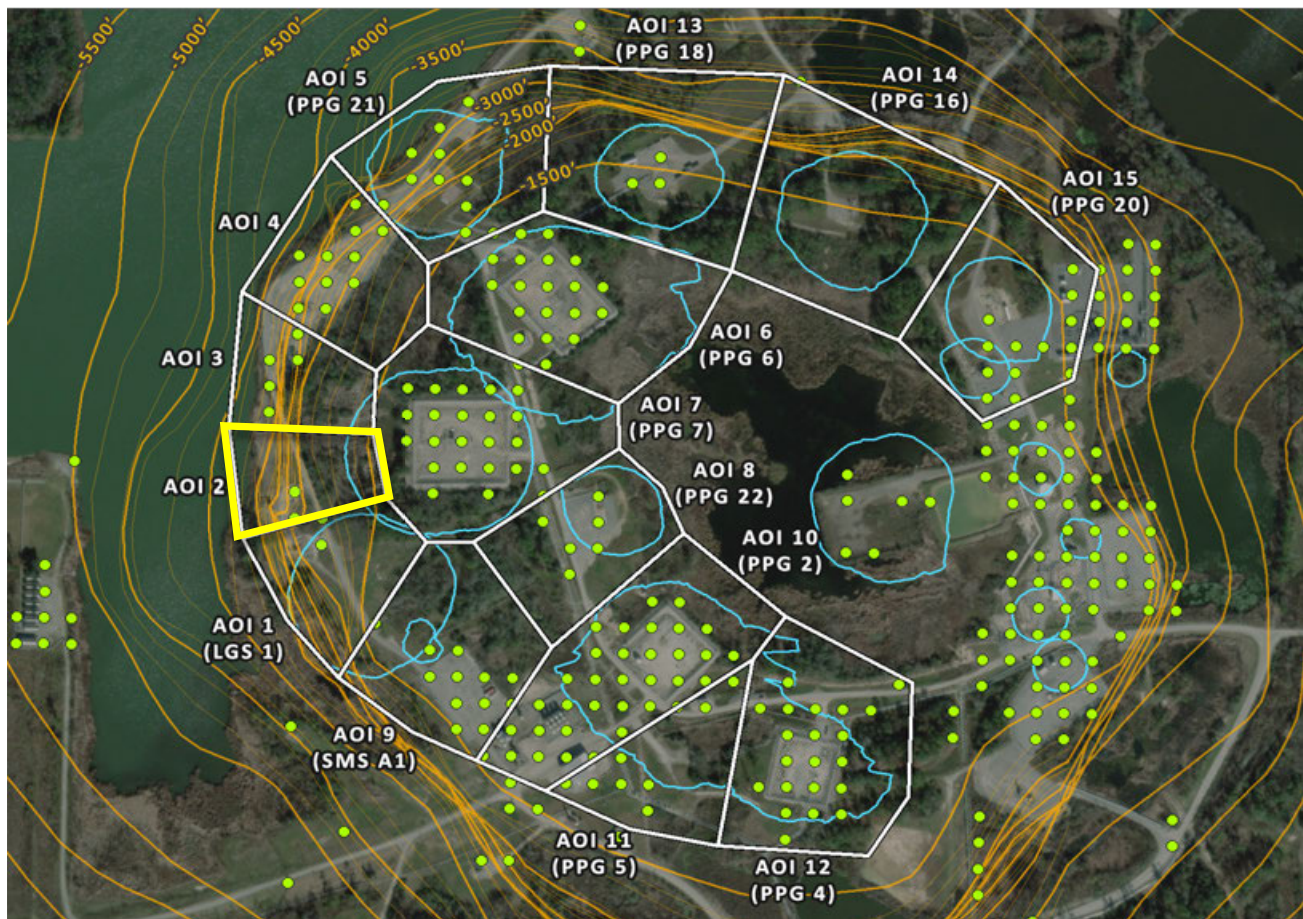 -5500'
-5000'
-4500'
-4000'
-3500'
-3000'
-2500'
-2000'
-1500'
AOI 13
(PPG 18)
AOI 5
(PPG 21)
AOI 14
(PPG 16)
AOI 15
(PPG 20)
AOI 4
AOI 3
AOI 6
(PPG 6)
AOI 7
(PPG 7)
AOI 2
AOI 8
(PPG 22)
AOI 10
(PPG 2)
AOI 1
(LGS 1)
AOI 9
(SMS A1)
AOI 11
(PPG 5)
AOI 12
(PPG 4)